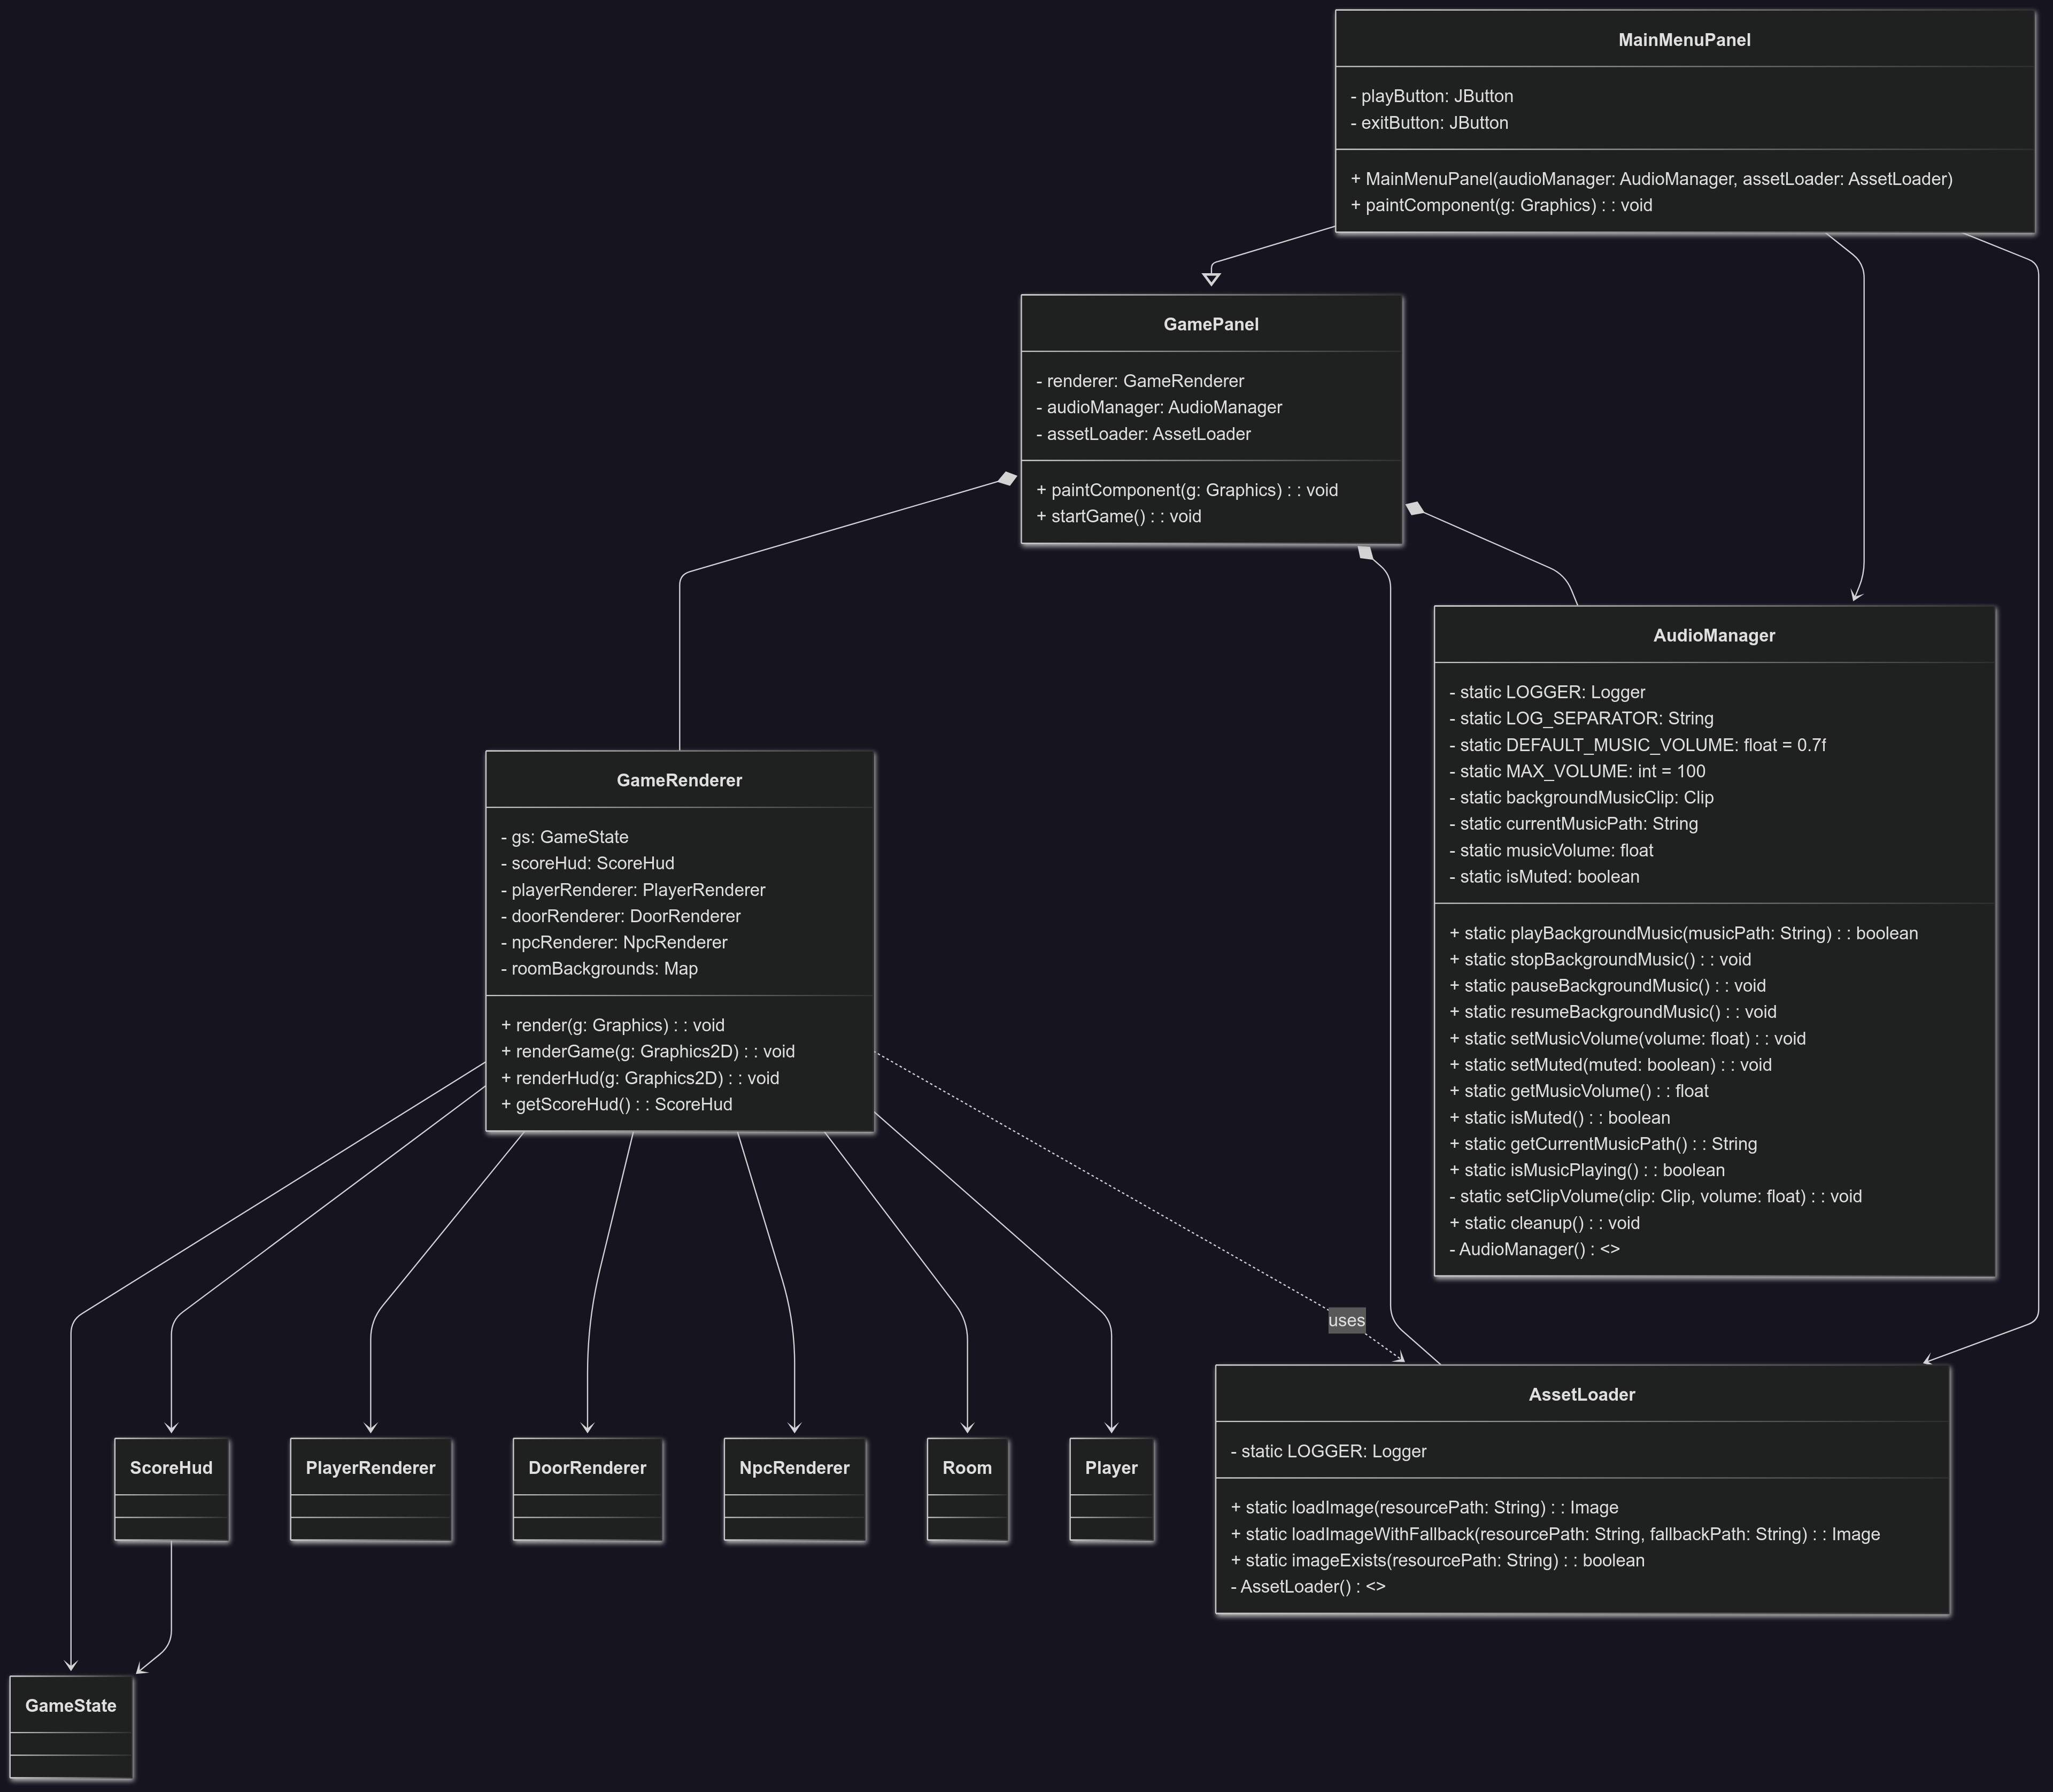 MainMenuPanel
- playButton: JButton
- exitButton: JButton
+ MainMenuPanel(audioManager: AudioManager, assetLoader: AssetLoader)
+ paintComponent(g: Graphics) : : void
GamePanel
- renderer: GameRenderer
- audioManager: AudioManager
- assetLoader: AssetLoader
+ paintComponent(g: Graphics) : : void
+ startGame() : : void
AudioManager
- static LOGGER: Logger
- static LOG_SEPARATOR: String
- static DEFAULT_MUSIC_VOLUME: float = 0.7f
- static MAX_VOLUME: int = 100
- static backgroundMusicClip: Clip
- static currentMusicPath: String
- static musicVolume: float
- static isMuted: boolean
+ static playBackgroundMusic(musicPath: String) : : boolean
+ static stopBackgroundMusic() : : void
+ static pauseBackgroundMusic() : : void
+ static resumeBackgroundMusic() : : void
+ static setMusicVolume(volume: float) : : void
+ static setMuted(muted: boolean) : : void
+ static getMusicVolume() : : float
+ static isMuted() : : boolean
+ static getCurrentMusicPath() : : String
+ static isMusicPlaying() : : boolean
- static setClipVolume(clip: Clip, volume: float) : : void
+ static cleanup() : : void
- AudioManager() : <>
GameRenderer
- gs: GameState
- scoreHud: ScoreHud
- playerRenderer: PlayerRenderer
- doorRenderer: DoorRenderer
- npcRenderer: NpcRenderer
- roomBackgrounds: Map
+ render(g: Graphics) : : void
+ renderGame(g: Graphics2D) : : void
+ renderHud(g: Graphics2D) : : void
+ getScoreHud() : : ScoreHud
uses
AssetLoader
- static LOGGER: Logger
+ static loadImage(resourcePath: String) : : Image
+ static loadImageWithFallback(resourcePath: String, fallbackPath: String) : : Image
+ static imageExists(resourcePath: String) : : boolean
- AssetLoader() : <>
ScoreHud
PlayerRenderer
DoorRenderer
NpcRenderer
Room
Player
GameState